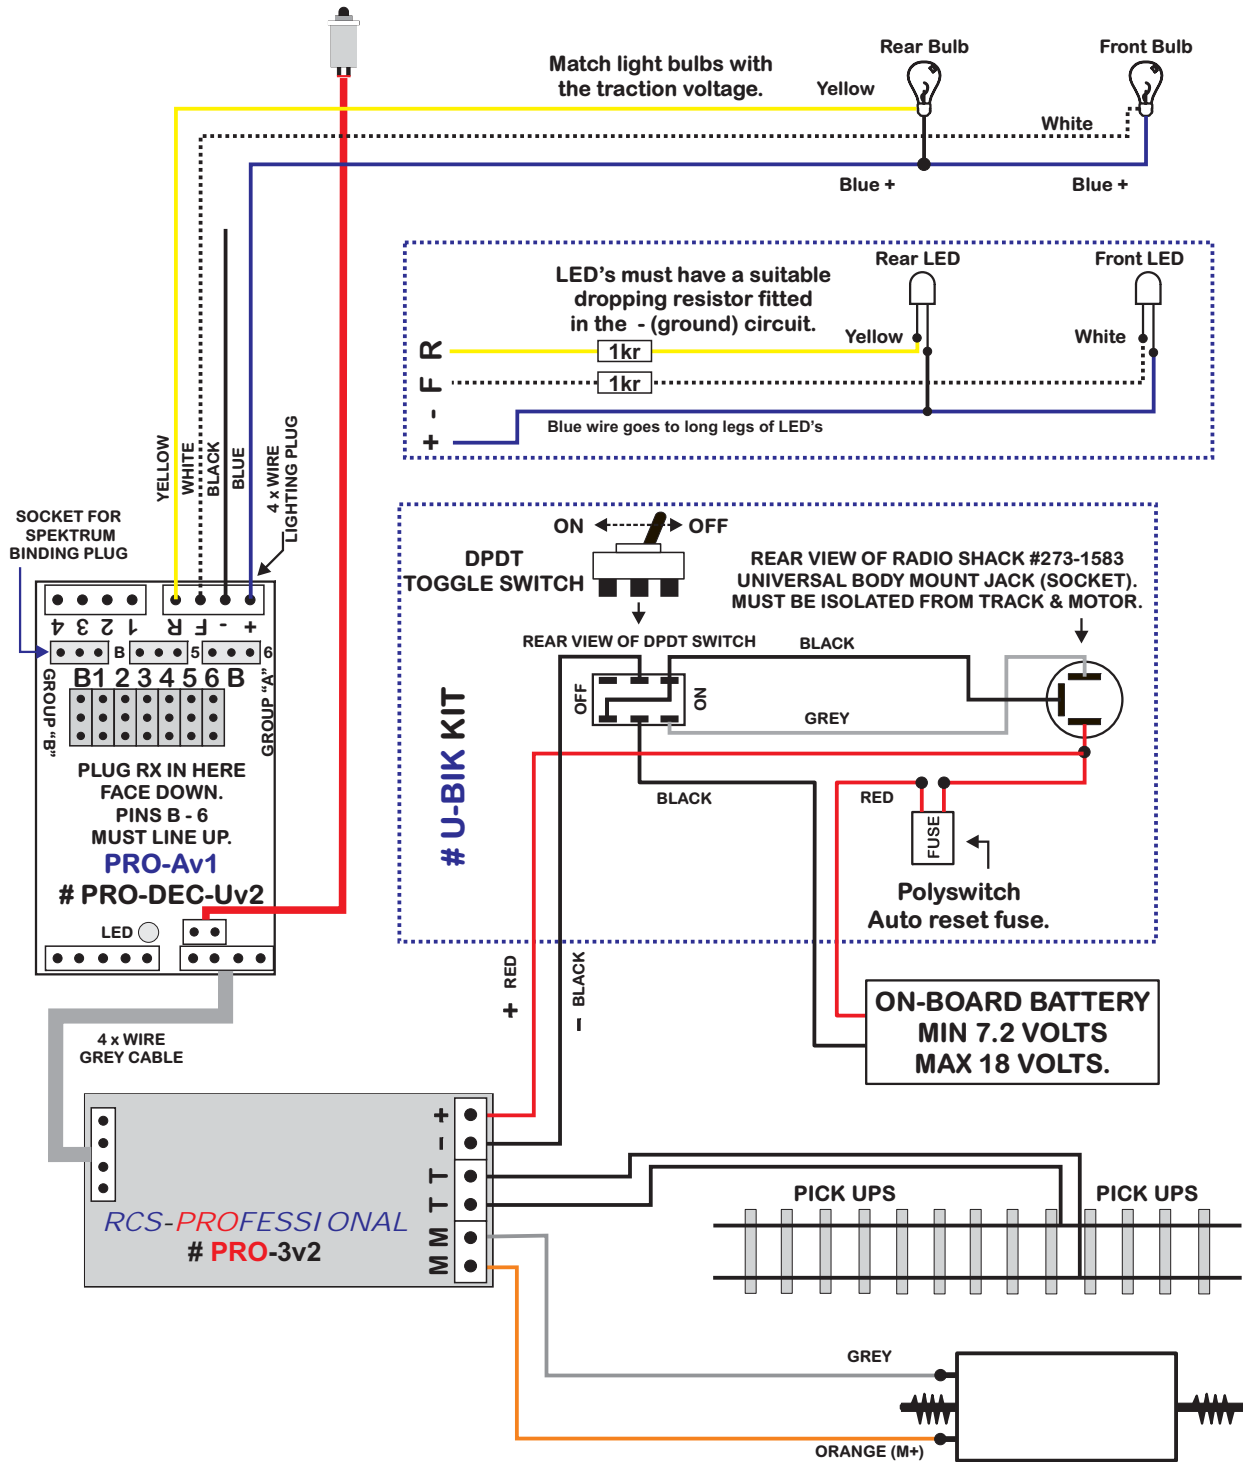 Match light bulbs with
the traction voltage.
Rear Bulb
Front Bulb
Yellow
White
Blue +
Blue +
LED's must have a suitable
dropping resistor fitted
in the - (ground) circuit.
Rear LED
Front LED
Yellow
White
R
1kr
F
1kr
-
+
Blue wire goes to long legs of LED's
YELLOW
WHITE
BLACK
BLUE
4 x WIRE
LIGHTING PLUG
SOCKET FOR
SPEKTRUM
BINDING PLUG
4 3 2 1 R F - +
B 5 6
B1 2 3 4 5 6 B
GROUP "B"
GROUP "A"
PLUG RX IN HERE
FACE DOWN.
PINS B - 6
MUST LINE UP.
PRO-Av1
# PRO-DEC-Uv2
LED
4 x WIRE
GREY CABLE
ON OFF
DPDT
TOGGLE SWITCH
REAR VIEW OF RADIO SHACK #273-1583
UNIVERSAL BODY MOUNT JACK (SOCKET).
MUST BE ISOLATED FROM TRACK & MOTOR.
REAR VIEW OF DPDT SWITCH
BLACK
OFF
ON
GREY
BLACK
RED
FUSE
# U-BIK KIT
Polyswitch
Auto reset fuse.
+ RED
- BLACK
ON-BOARD BATTERY
MIN 7.2 VOLTS
MAX 18 VOLTS.
+
-
T
T
M
M
RCS-PROFESSIONAL
# PRO-3v2
PICK UPS
PICK UPS
GREY
ORANGE (M+)